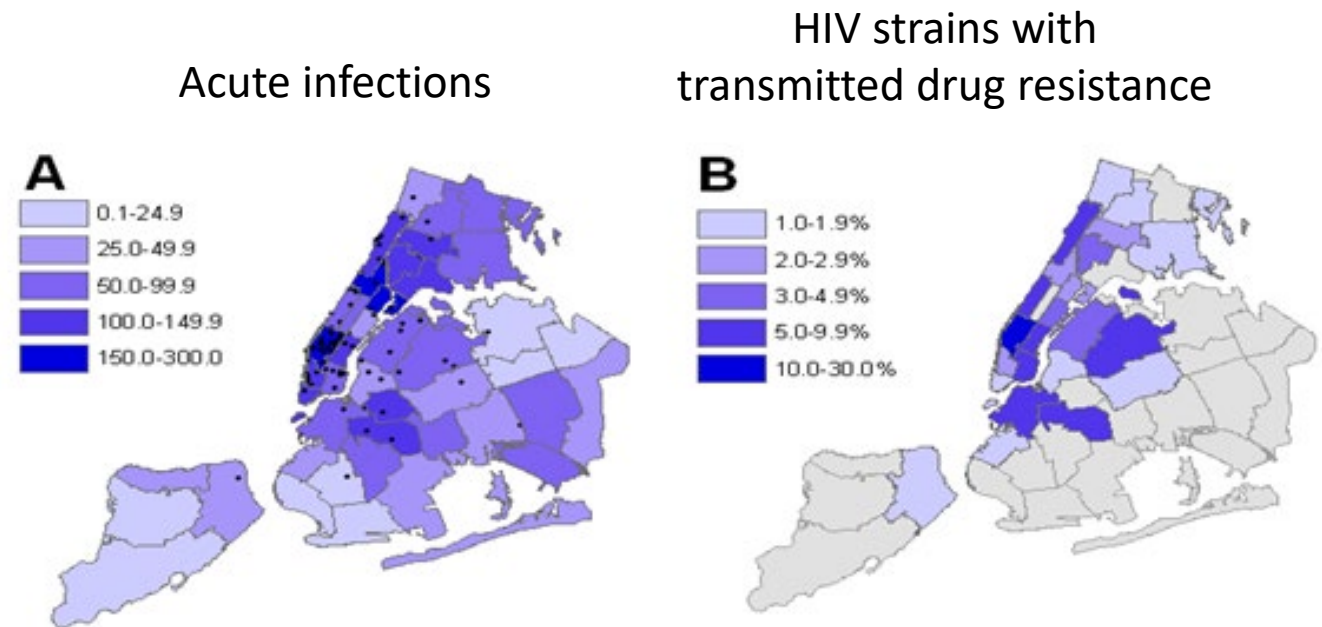 Acute infections
HIV strains with
transmitted drug resistance
A
0.1-24.9
25.0-49.9
50.0-99.9
100.0-149.9
150.0-300.0
B
1.0-1.9%
2.0-2.9%
3.0-4.9%
5.0-9.9%
10.0-30.0%